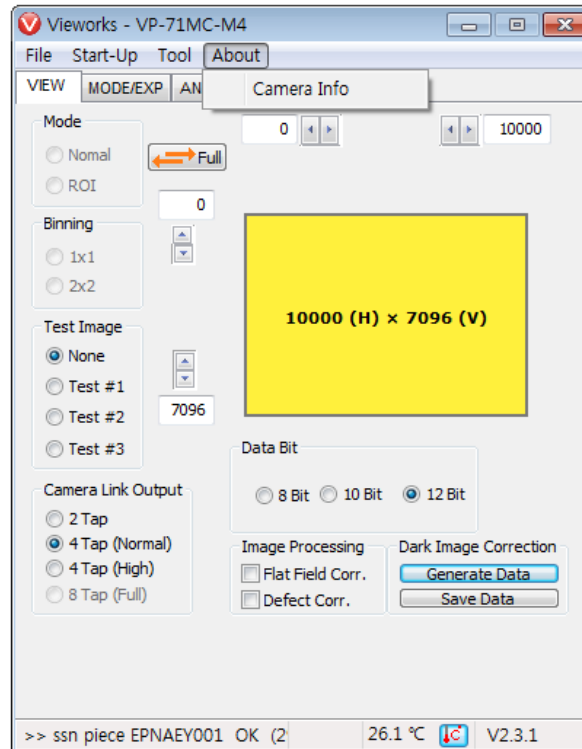 Vieworks - VP-71MC-M4
File Start-Up Tool About
Camera Info
VIEW MODE/EXP AN
Mode
Nomal
ROI
Full
0
10000
0
Binning
1x1
2x2
10000 (H) × 7096 (V)
Test Image
None
Test #1
Test #2
Test #3
7096
Data Bit
8 Bit 10 Bit 12 Bit
Camera Link Output
2 Tap
4 Tap (Normal)
4 Tap (High)
8 Tap (Full)
Image Processing
Flat Field Corr.
Defect Corr.
Dark Image Correction
Generate Data
Save Data
>> ssn piece EPNAEY001 OK (2 26.1 ℃ V2.3.1